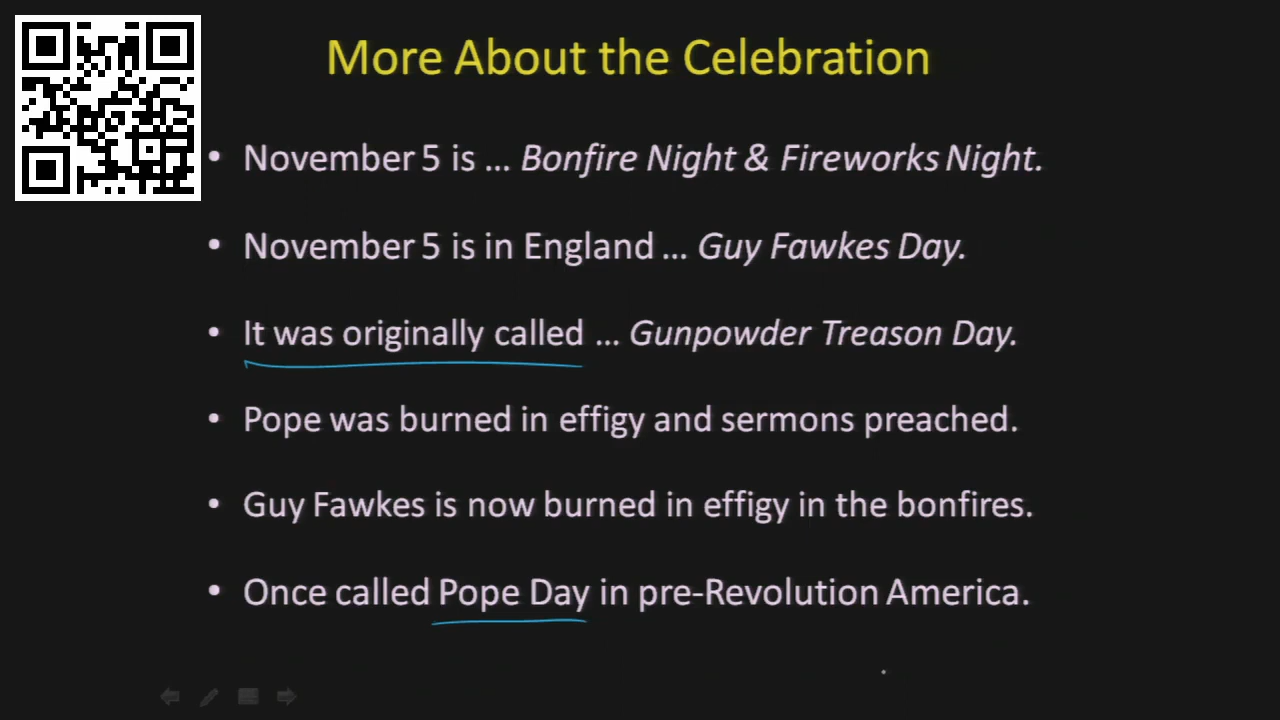 More About the Celebration
• November 5 is ... Bonfire Night & Fireworks Night.
• November 5 is in England ... Guy Fawkes Day.
• It was originally called ... Gunpowder Treason Day.
• Pope was burned in effigy and sermons preached.
• Guy Fawkes is now burned in effigy in the bonfires.
• Once called Pope Day in pre-Revolution America.